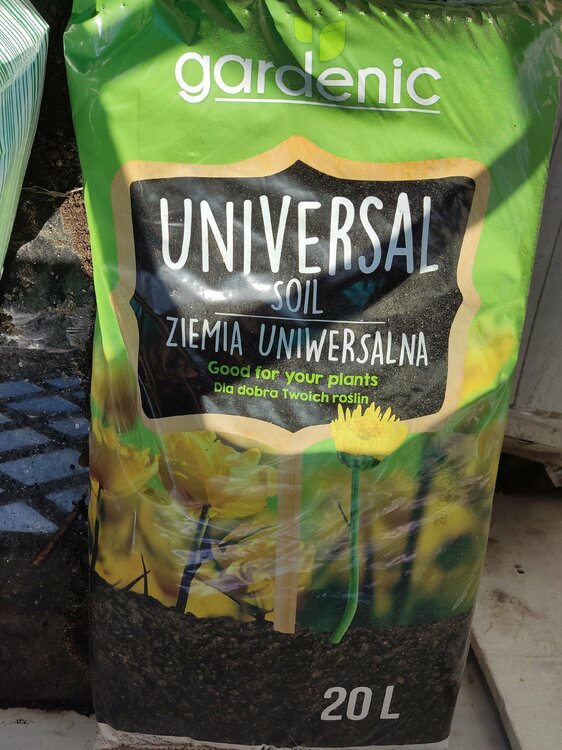 gardenic
UNIVERSAL
SOIL
ZIEMIA UNIWERSALNA
Good for your plants
Dla dobra Twoich roślin
20 L